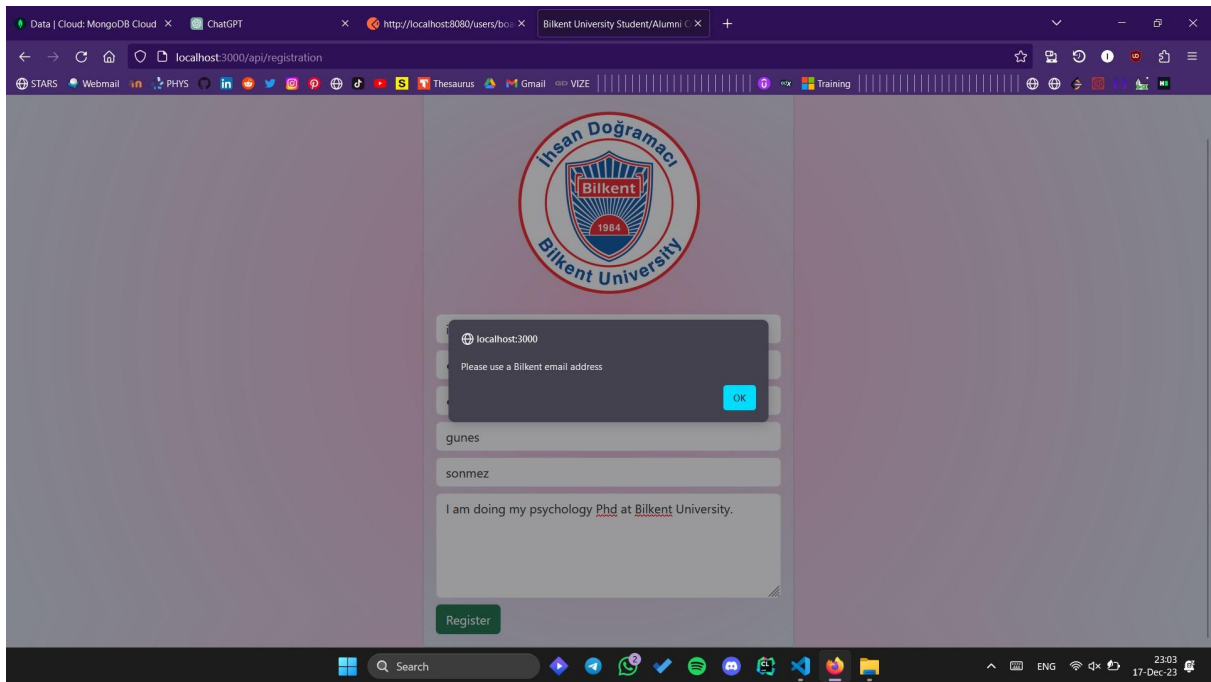 Data | Cloud: MongoDB Cloud
ChatGPT
http://localhost:8080/users/boa
Bilkent University Student/Alumni C
localhost:3000/api/registration
STARS
Webmail
PHYS
Thesaurus
Gmail
VIZE
Training
İhsan Doğramacı
Bilkent
1984
Bilkent University
localhost:3000
Please use a Bilkent email address
OK
gunes
sonmez
I am doing my psychology Phd at Bilkent University.
Register
Search
2
ENG
23:03
17-Dec-23